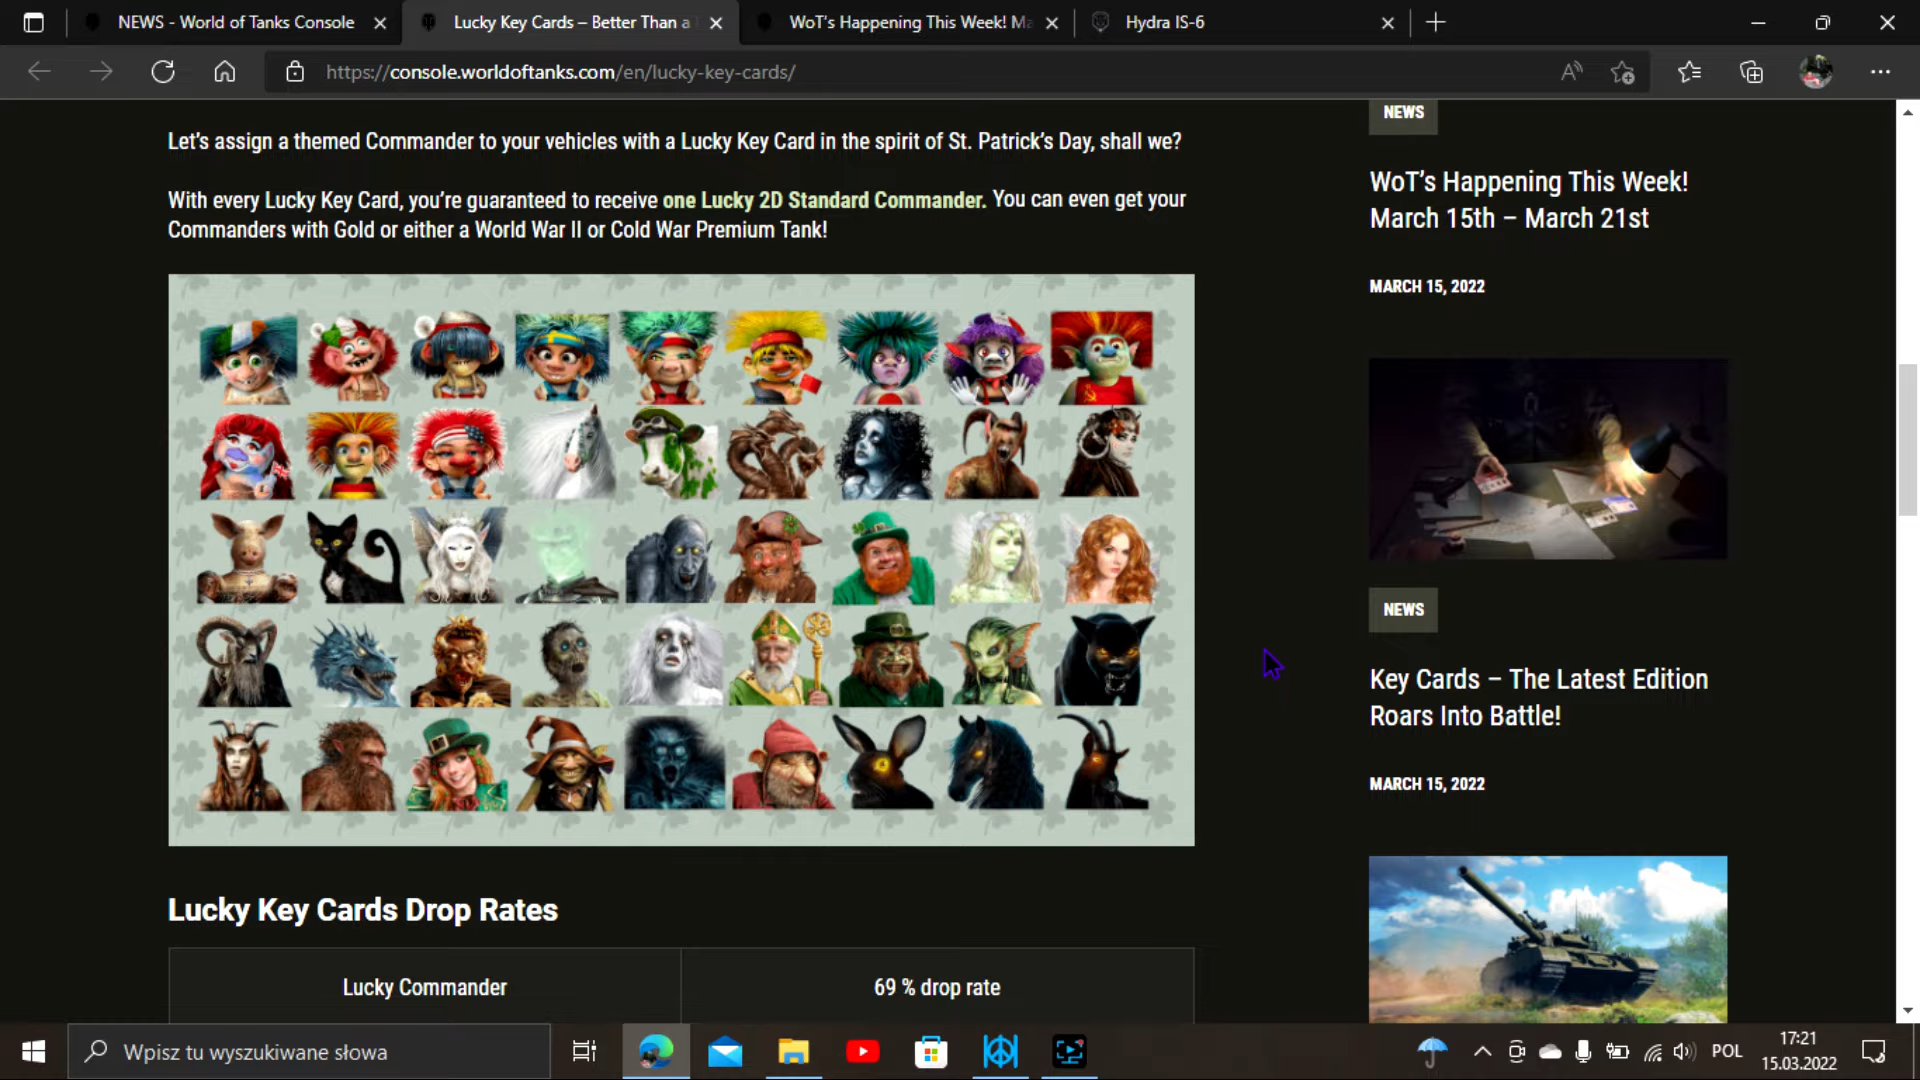 NEWS - World of Tanks Console
Lucky Key Cards – Better Than a
WoT's Happening This Week! Ma
Hydra IS-6
https://console.worldoftanks.com/en/lucky-key-cards/
Let's assign a themed Commander to your vehicles with a Lucky Key Card in the spirit of St. Patrick's Day, shall we?
With every Lucky Key Card, you're guaranteed to receive one Lucky 2D Standard Commander. You can even get your
Commanders with Gold or either a World War II or Cold War Premium Tank!
Lucky Key Cards Drop Rates
Lucky Commander
69 % drop rate
NEWS
WoT's Happening This Week!
March 15th – March 21st
MARCH 15, 2022
NEWS
Key Cards – The Latest Edition
Roars Into Battle!
MARCH 15, 2022
Wpisz tu wyszukiwane słowa
POL
17:21
15.03.2022